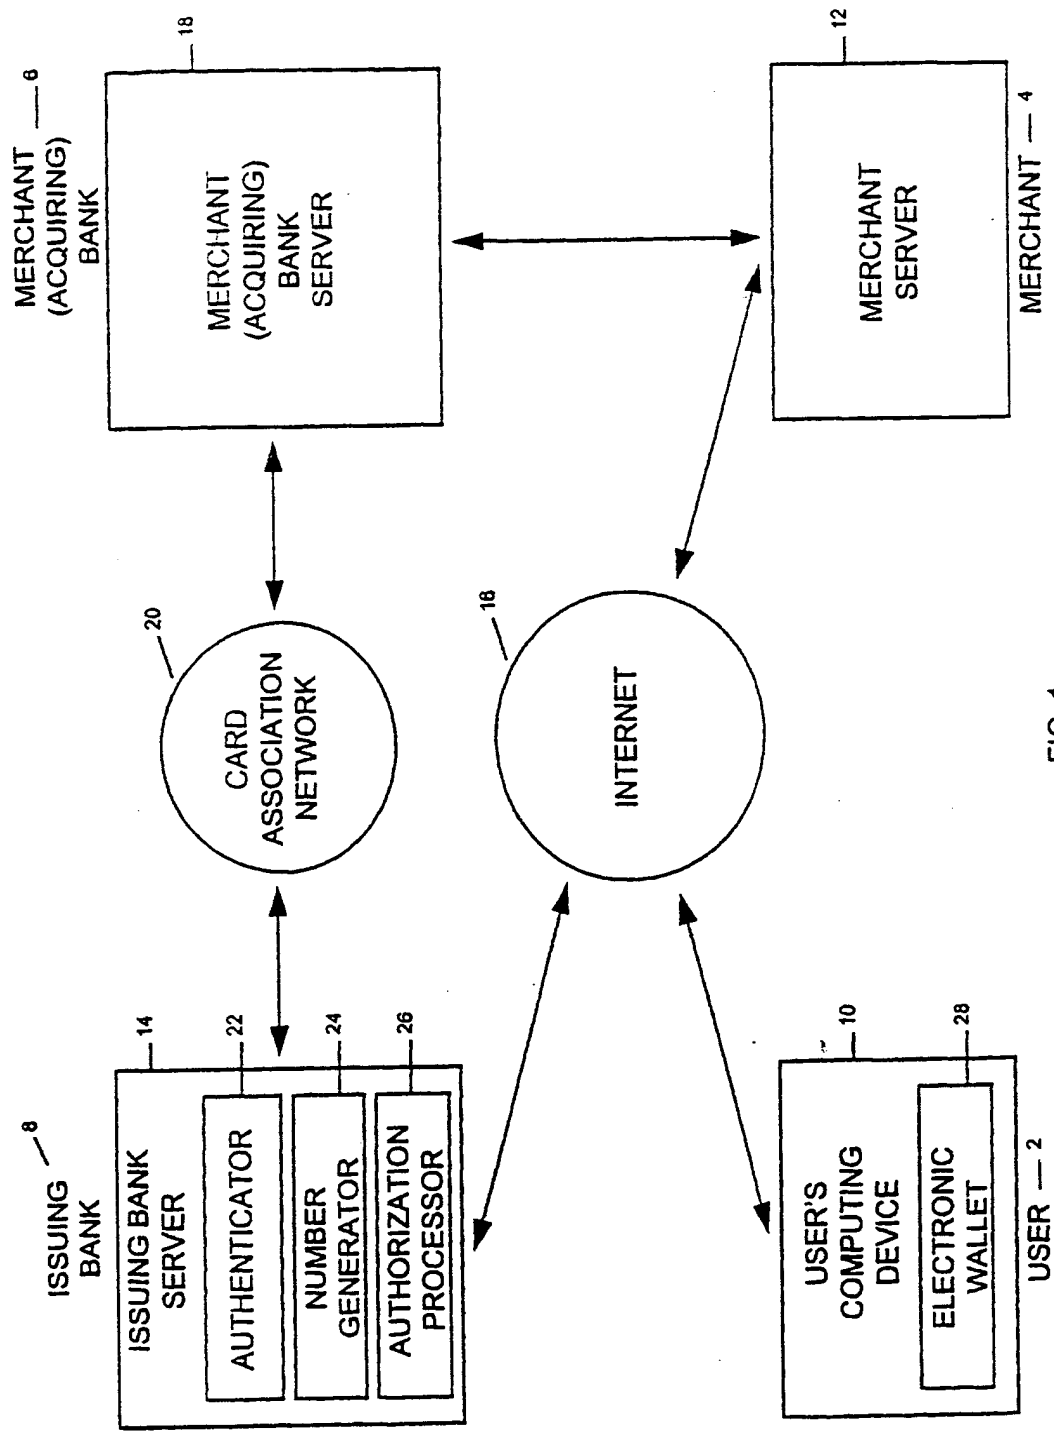 ISSUING
BANK
8
ISSUING BANK
SERVER
14
AUTHENTICATOR
22
NUMBER
GENERATOR
24
AUTHORIZATION
PROCESSOR
26
CARD
ASSOCIATION
NETWORK
20
MERCHANT
(ACQUIRING)
BANK
6
MERCHANT
(ACQUIRING)
BANK
SERVER
18
INTERNET
16
USER'S
COMPUTING
DEVICE
10
ELECTRONIC
WALLET
28
USER
2
MERCHANT
SERVER
12
MERCHANT
4